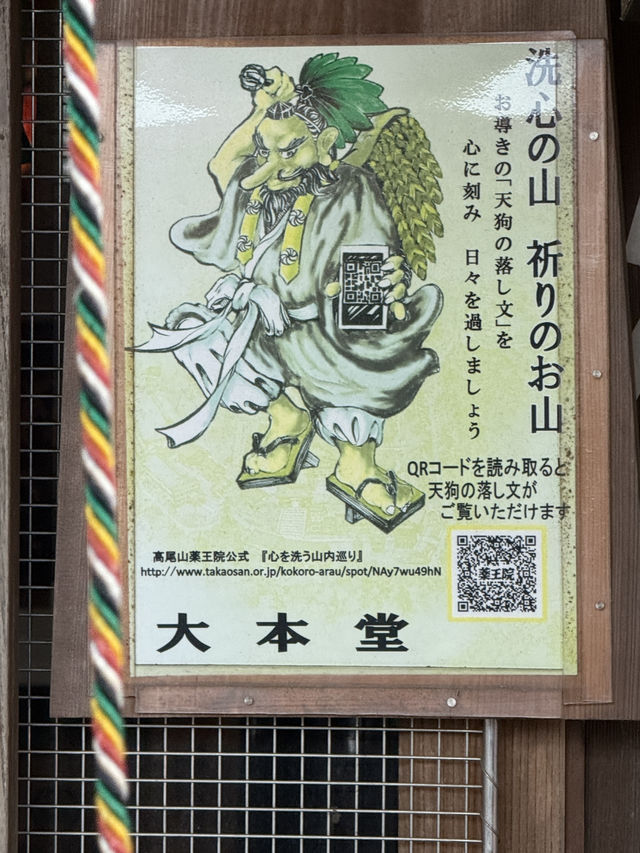 洗心の山　祈りのお山
お導きの「天狗の落し文」を
心に刻み　日々を過しましょう
QRコードを読み取ると
天狗の落し文が
ご覧いただけます
薬王院
高尾山薬王院公式　『心を洗う山内巡り』
http://www.takaosan.or.jp/kokoro-arau/spot/NAy7wu49hN
大本堂